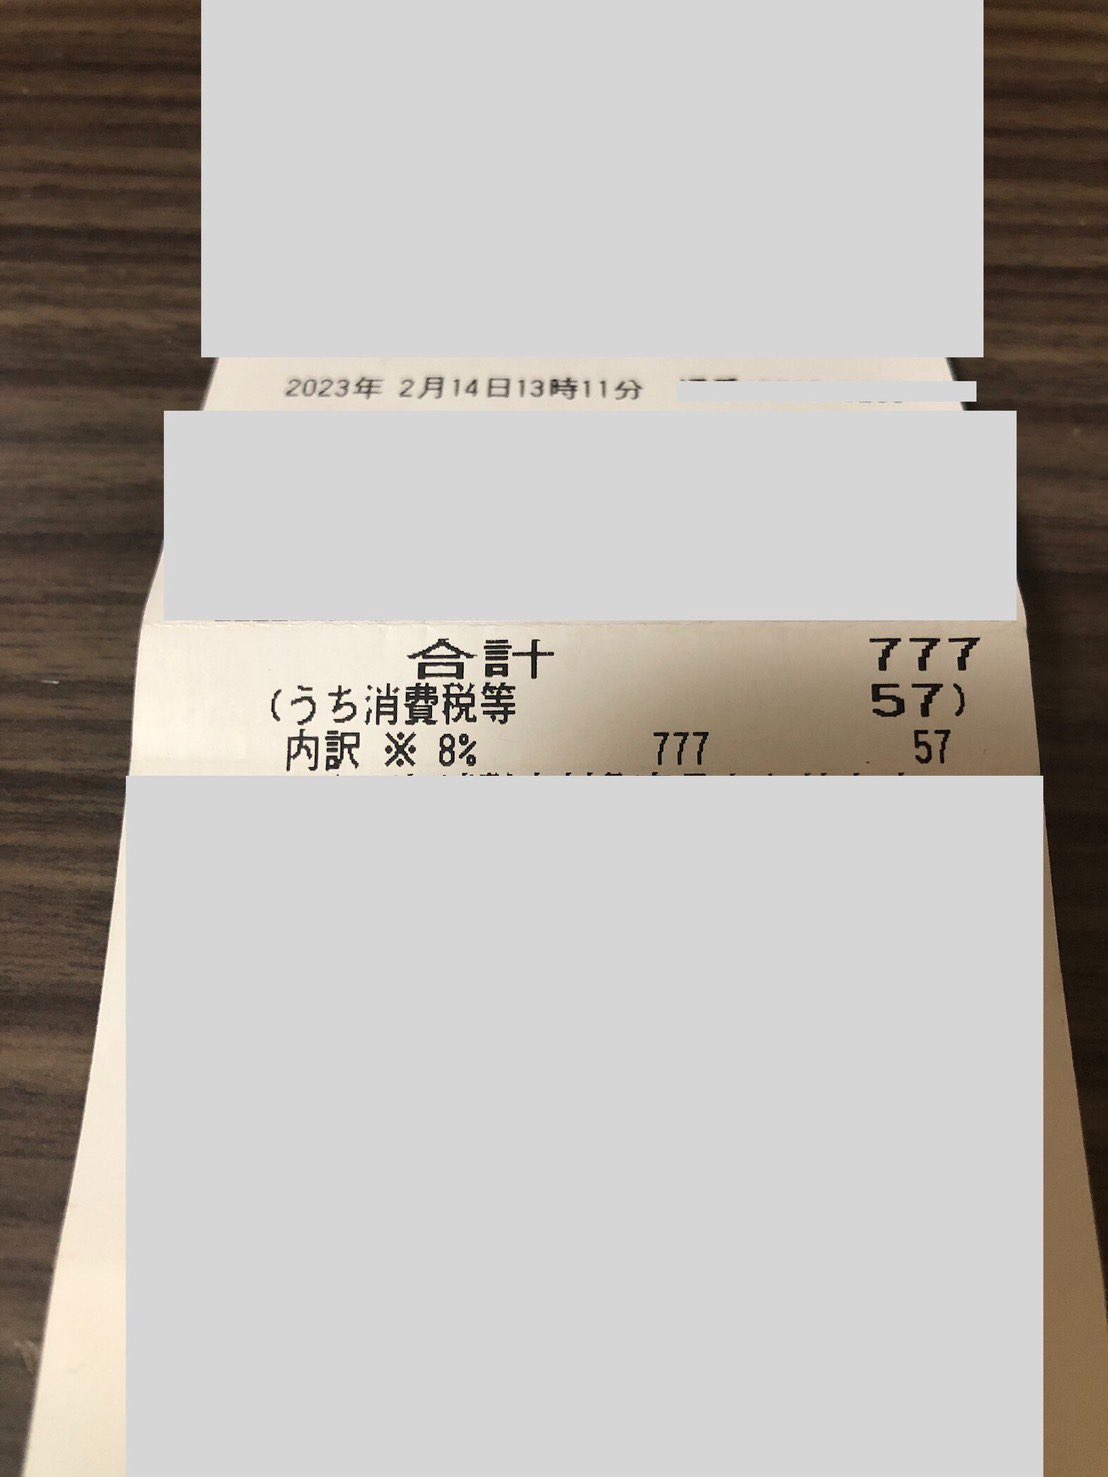 2023年 2月14日13時11分
合計 777
(うち消費税等 57)
内訳 ※ 8% 777 57